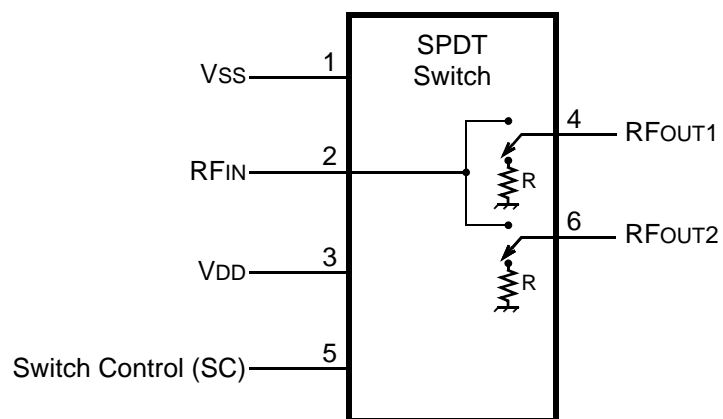 SPDT
Switch
1
VSS
4
RFOUT1
2
RFIN
R
6
RFOUT2
3
VDD
R
5
Switch Control (SC)